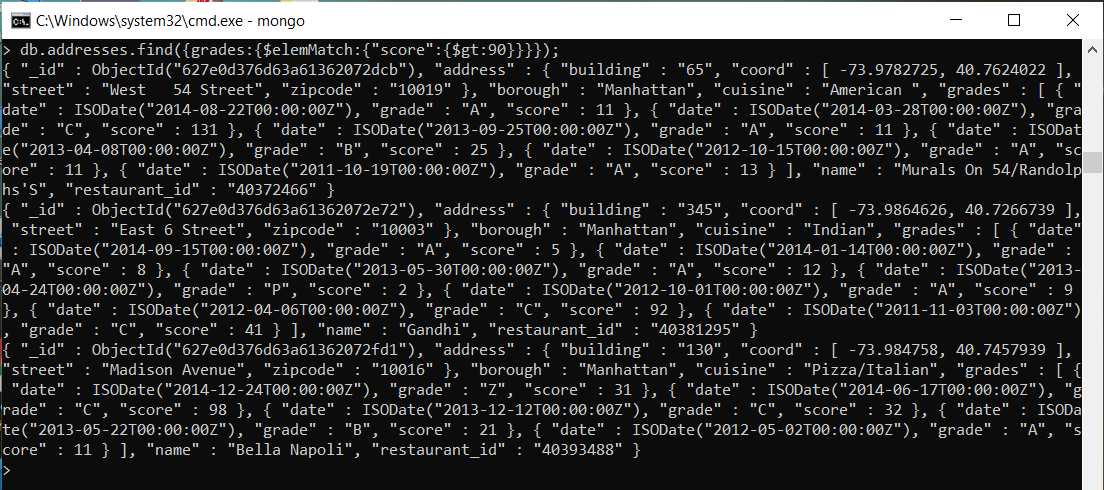 C:\Windows\system32\cmd.exe - mongo
> db.addresses.find({grades:{$elemMatch:{"score":{$gt:90}}}});
{ "_id" : ObjectId("627e0d376d63a61362072dcb"), "address" : { "building" : "65", "coord" : [ -73.9782725, 40.7624022 ],
"street" : "West   54 Street", "zipcode" : "10019" }, "borough" : "Manhattan", "cuisine" : "American ", "grades" : [ { "
date" : ISODate("2014-08-22T00:00:00Z"), "grade" : "A", "score" : 11 }, { "date" : ISODate("2014-03-28T00:00:00Z"), "gra
de" : "C", "score" : 131 }, { "date" : ISODate("2013-09-25T00:00:00Z"), "grade" : "A", "score" : 11 }, { "date" : ISODat
e("2013-04-08T00:00:00Z"), "grade" : "B", "score" : 25 }, { "date" : ISODate("2012-10-15T00:00:00Z"), "grade" : "A", "sc
ore" : 11 }, { "date" : ISODate("2011-10-19T00:00:00Z"), "grade" : "A", "score" : 13 } ], "name" : "Murals On 54/Randolp
hs'S", "restaurant_id" : "40372466" }
{ "_id" : ObjectId("627e0d376d63a61362072e72"), "address" : { "building" : "345", "coord" : [ -73.9864626, 40.7266739 ],
 "street" : "East 6 Street", "zipcode" : "10003" }, "borough" : "Manhattan", "cuisine" : "Indian", "grades" : [ { "date"
 : ISODate("2014-09-15T00:00:00Z"), "grade" : "A", "score" : 5 }, { "date" : ISODate("2014-01-14T00:00:00Z"), "grade" :
"A", "score" : 8 }, { "date" : ISODate("2013-05-30T00:00:00Z"), "grade" : "A", "score" : 12 }, { "date" : ISODate("2013-
04-24T00:00:00Z"), "grade" : "P", "score" : 2 }, { "date" : ISODate("2012-10-01T00:00:00Z"), "grade" : "A", "score" : 9
}, { "date" : ISODate("2012-04-06T00:00:00Z"), "grade" : "C", "score" : 92 }, { "date" : ISODate("2011-11-03T00:00:00Z")
, "grade" : "C", "score" : 41 } ], "name" : "Gandhi", "restaurant_id" : "40381295" }
{ "_id" : ObjectId("627e0d376d63a61362072fd1"), "address" : { "building" : "130", "coord" : [ -73.984758, 40.7457939 ],
"street" : "Madison Avenue", "zipcode" : "10016" }, "borough" : "Manhattan", "cuisine" : "Pizza/Italian", "grades" : [ {
 "date" : ISODate("2014-12-24T00:00:00Z"), "grade" : "Z", "score" : 31 }, { "date" : ISODate("2014-06-17T00:00:00Z"), "g
rade" : "C", "score" : 98 }, { "date" : ISODate("2013-12-12T00:00:00Z"), "grade" : "C", "score" : 32 }, { "date" : ISODa
te("2013-05-22T00:00:00Z"), "grade" : "B", "score" : 21 }, { "date" : ISODate("2012-05-02T00:00:00Z"), "grade" : "A", "s
core" : 11 } ], "name" : "Bella Napoli", "restaurant_id" : "40393488" }
>